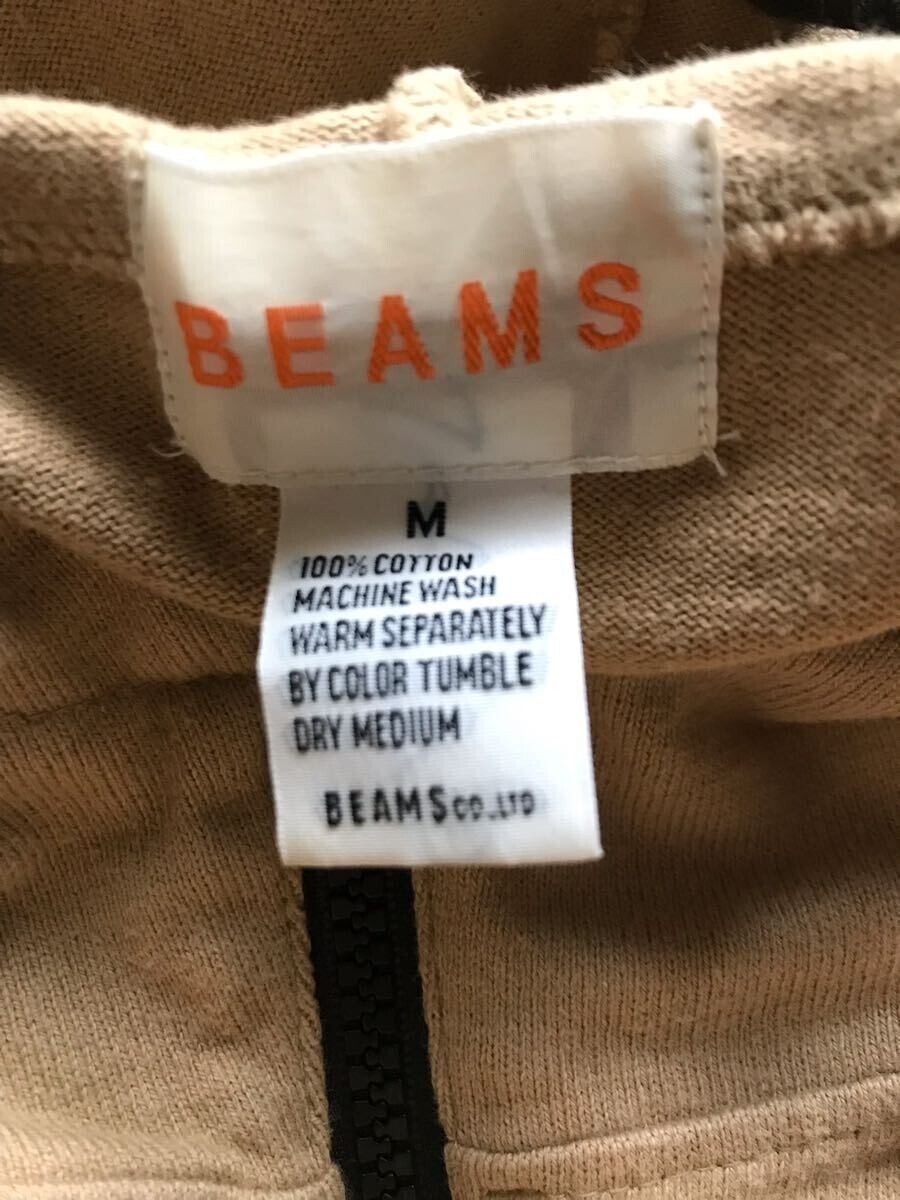 BEAMS
M
100% COTTON
MACHINE WASH
WARM SEPARATELY
BY COLOR TUMBLE
DRY MEDIUM
BEAMS CO.,LTD